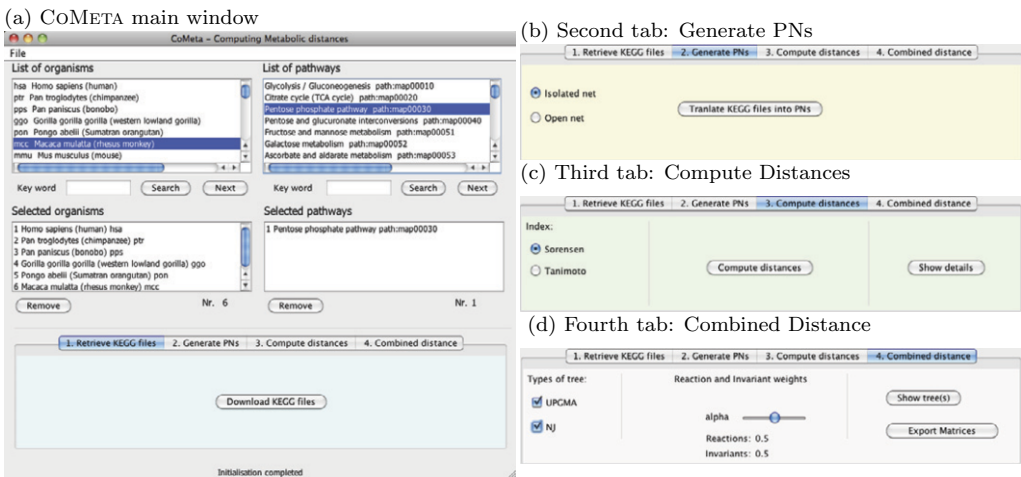 (a) COMETA main window
CoMeta - Computing Metabolic distances
File
List of organisms
hsa Homo sapiens (human)
ptr Pan troglodytes (chimpanzee)
pps Pan paniscus (bonobo)
ggo Gorilla gorilla gorilla (western lowland gorilla)
pon Pongo abelii (Sumatran orangutan)
mcc Macaca mulatta (rhesus monkey)
mmu Mus musculus (mouse)
Key word
Search
Next
List of pathways
Glycolysis / Gluconeogenesis path:map00010
Citrate cycle (TCA cycle) path:map00020
Pentose phosphate pathway path:map00030
Pentose and glucuronate interconversions path:map00040
Fructose and mannose metabolism path:map00051
Galactose metabolism path:map00052
Ascorbate and aldarate metabolism path:map00053
Key word
Search
Next
Selected organisms
1 Homo sapiens (human) hsa
2 Pan troglodytes (chimpanzee) ptr
3 Pan paniscus (bonobo) pps
4 Gorilla gorilla gorilla (western lowland gorilla) ggo
5 Pongo abelii (Sumatran orangutan) pon
6 Macaca mulatta (rhesus monkey) mcc
Remove
Nr. 6
Selected pathways
1 Pentose phosphate pathway path:map00030
Remove
Nr. 1
1. Retrieve KEGG files 2. Generate PNs 3. Compute distances 4. Combined distance
Download KEGG files
Initialisation completed
(b) Second tab: Generate PNs
1. Retrieve KEGG files 2. Generate PNs 3. Compute distances 4. Combined distance
Isolated net
Open net
Tranlate KEGG files into PNs
(c) Third tab: Compute Distances
1. Retrieve KEGG files 2. Generate PNs 3. Compute distances 4. Combined distance
Index:
Sorensen
Tanimoto
Compute distances
Show details
(d) Fourth tab: Combined Distance
1. Retrieve KEGG files 2. Generate PNs 3. Compute distances 4. Combined distance
Types of tree:
UPGMA
NJ
Reaction and Invariant weights
alpha
Reactions: 0.5
Invariants: 0.5
Show tree(s)
Export Matrices